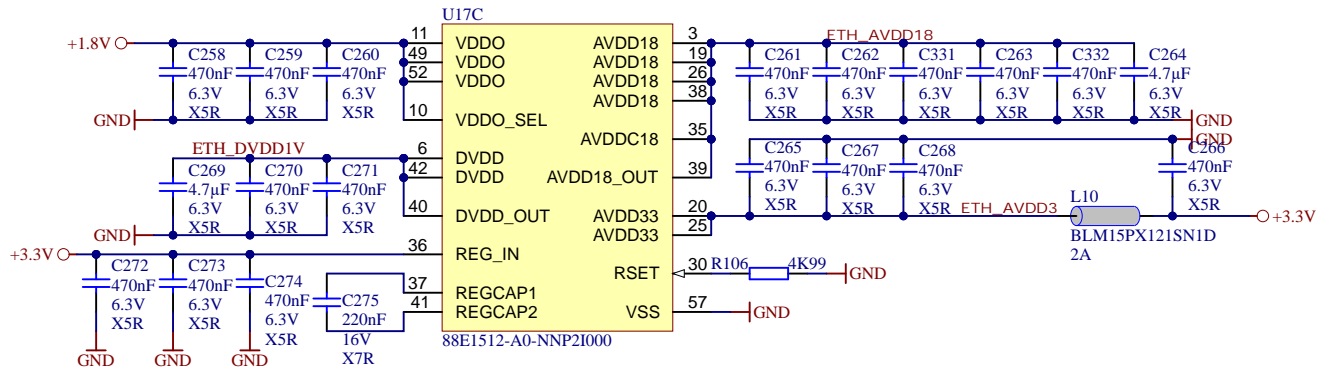 U17C
+1.8V
C258
470nF
6.3V
X5R
C259
470nF
6.3V
X5R
C260
470nF
6.3V
X5R
GND
11
49
52
10
VDDO
VDDO
VDDO
VDDO_SEL
ETH_DVDD1V
C269
4.7µF
6.3V
X5R
C270
470nF
6.3V
X5R
C271
470nF
6.3V
X5R
GND
6
42
40
DVDD
DVDD
DVDD_OUT
+3.3V
36
REG_IN
C272
470nF
6.3V
X5R
GND
C273
470nF
6.3V
X5R
GND
C274
470nF
6.3V
X5R
GND
C275
220nF
16V
X7R
37
41
REGCAP1
REGCAP2
88E1512-A0-NNP2I000
AVDD18
AVDD18
AVDD18
AVDD18
AVDDC18
AVDD18_OUT
AVDD33
AVDD33
RSET
VSS
3
19
26
38
35
39
20
25
30
57
ETH_AVDD18
C261
470nF
6.3V
X5R
C262
470nF
6.3V
X5R
C331
470nF
6.3V
X5R
C263
470nF
6.3V
X5R
C332
470nF
6.3V
X5R
C264
4.7µF
6.3V
X5R
GND
GND
C265
470nF
6.3V
X5R
C267
470nF
6.3V
X5R
C268
470nF
6.3V
X5R
C266
470nF
6.3V
X5R
ETH_AVDD3
L10
BLM15PX121SN1D
2A
+3.3V
R106
4K99
GND
GND